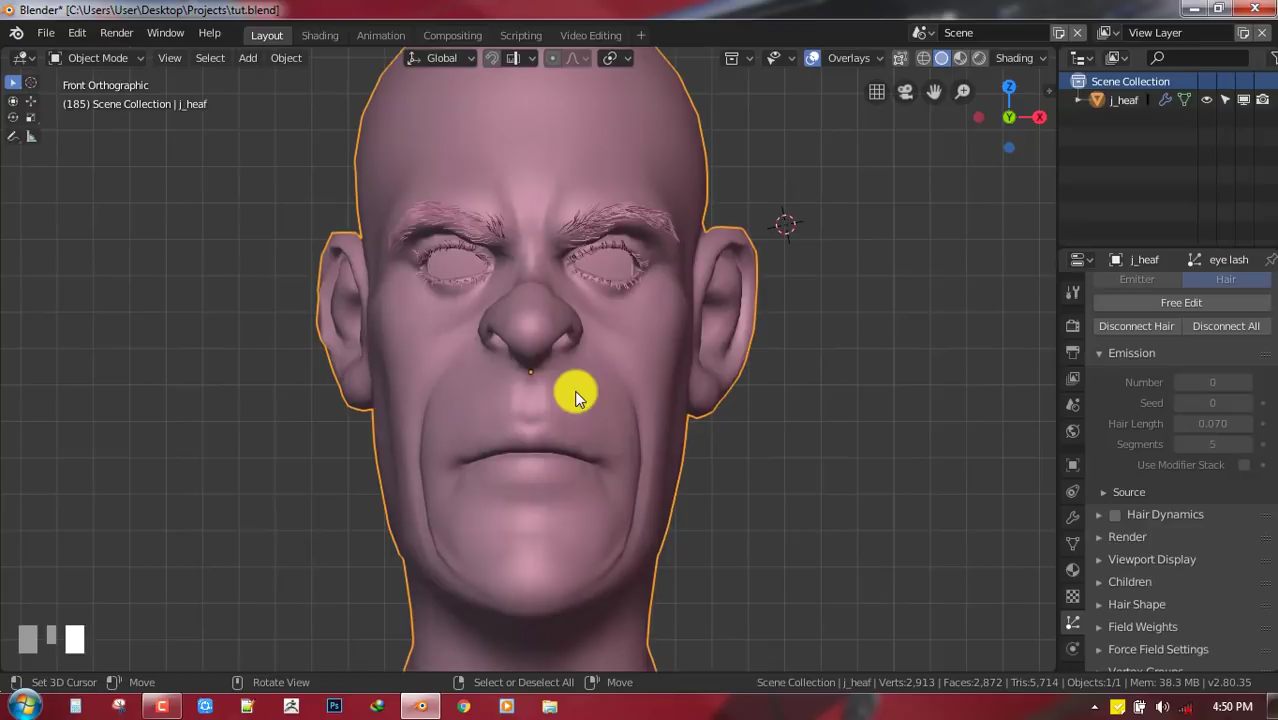 Blender* [C:\Users\User\Desktop\Projects\tut.blend]
File Edit Render Window Help Layout Shading Animation Compositing Scripting Video Editing + Scene View Layer
Object Mode View Select Add Object Global Overlays Shading
Front Orthographic
(185) Scene Collection | j_heaf
Z
Y
X
Scene Collection
j_heaf
j_heaf eye lash
Emitter Hair
Free Edit
Disconnect Hair Disconnect All
Emission
Number 0
Seed 0
Hair Length 0.070
Segments 5
Use Modifier Stack
Source
Hair Dynamics
Render
Viewport Display
Children
Hair Shape
Field Weights
Force Field Settings
Vertex Groups
Set 3D Cursor Move Rotate View Select or Deselect All Move Scene Collection | j_heaf | Verts:2,913 | Faces:2,872 | Tris:5,714 | Objects:1/1 | Mem: 38.3 MB | v2.80.35
Ps
4:50 PM